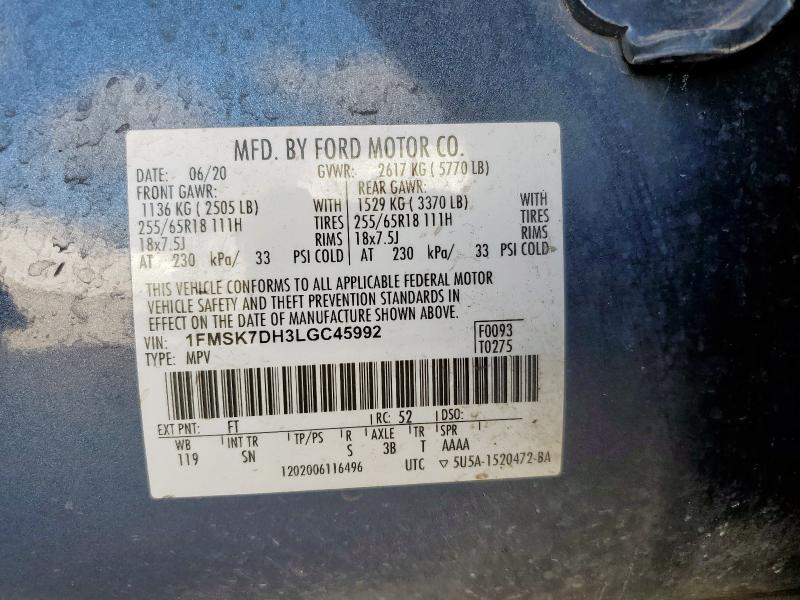 MFD. BY FORD MOTOR CO.
DATE: 06/20 GVWR: 2617 KG ( 5770 LB)
FRONT GAWR: REAR GAWR:
1136 KG ( 2505 LB) WITH 1529 KG ( 3370 LB) WITH
255/65R18 111H TIRES 255/65R18 111H TIRES
18x7.5J RIMS 18x7.5J RIMS
AT 230 kPa/ 33 PSI COLD AT 230 kPa/ 33 PSI COLD
THIS VEHICLE CONFORMS TO ALL APPLICABLE FEDERAL MOTOR
VEHICLE SAFETY AND THEFT PREVENTION STANDARDS IN
EFFECT ON THE DATE OF MANUFACTURE SHOWN ABOVE.
VIN: 1FMSK7DH3LGC45992 F0093
TYPE: MPV T0275
EXT PNT: FT RC: 52 DSO:
WB INT TR TP/PS R AXLE TR SPR
119 SN S 3B T AAAA
1202006116496 UTC ▽ 5U5A-1520472-BA